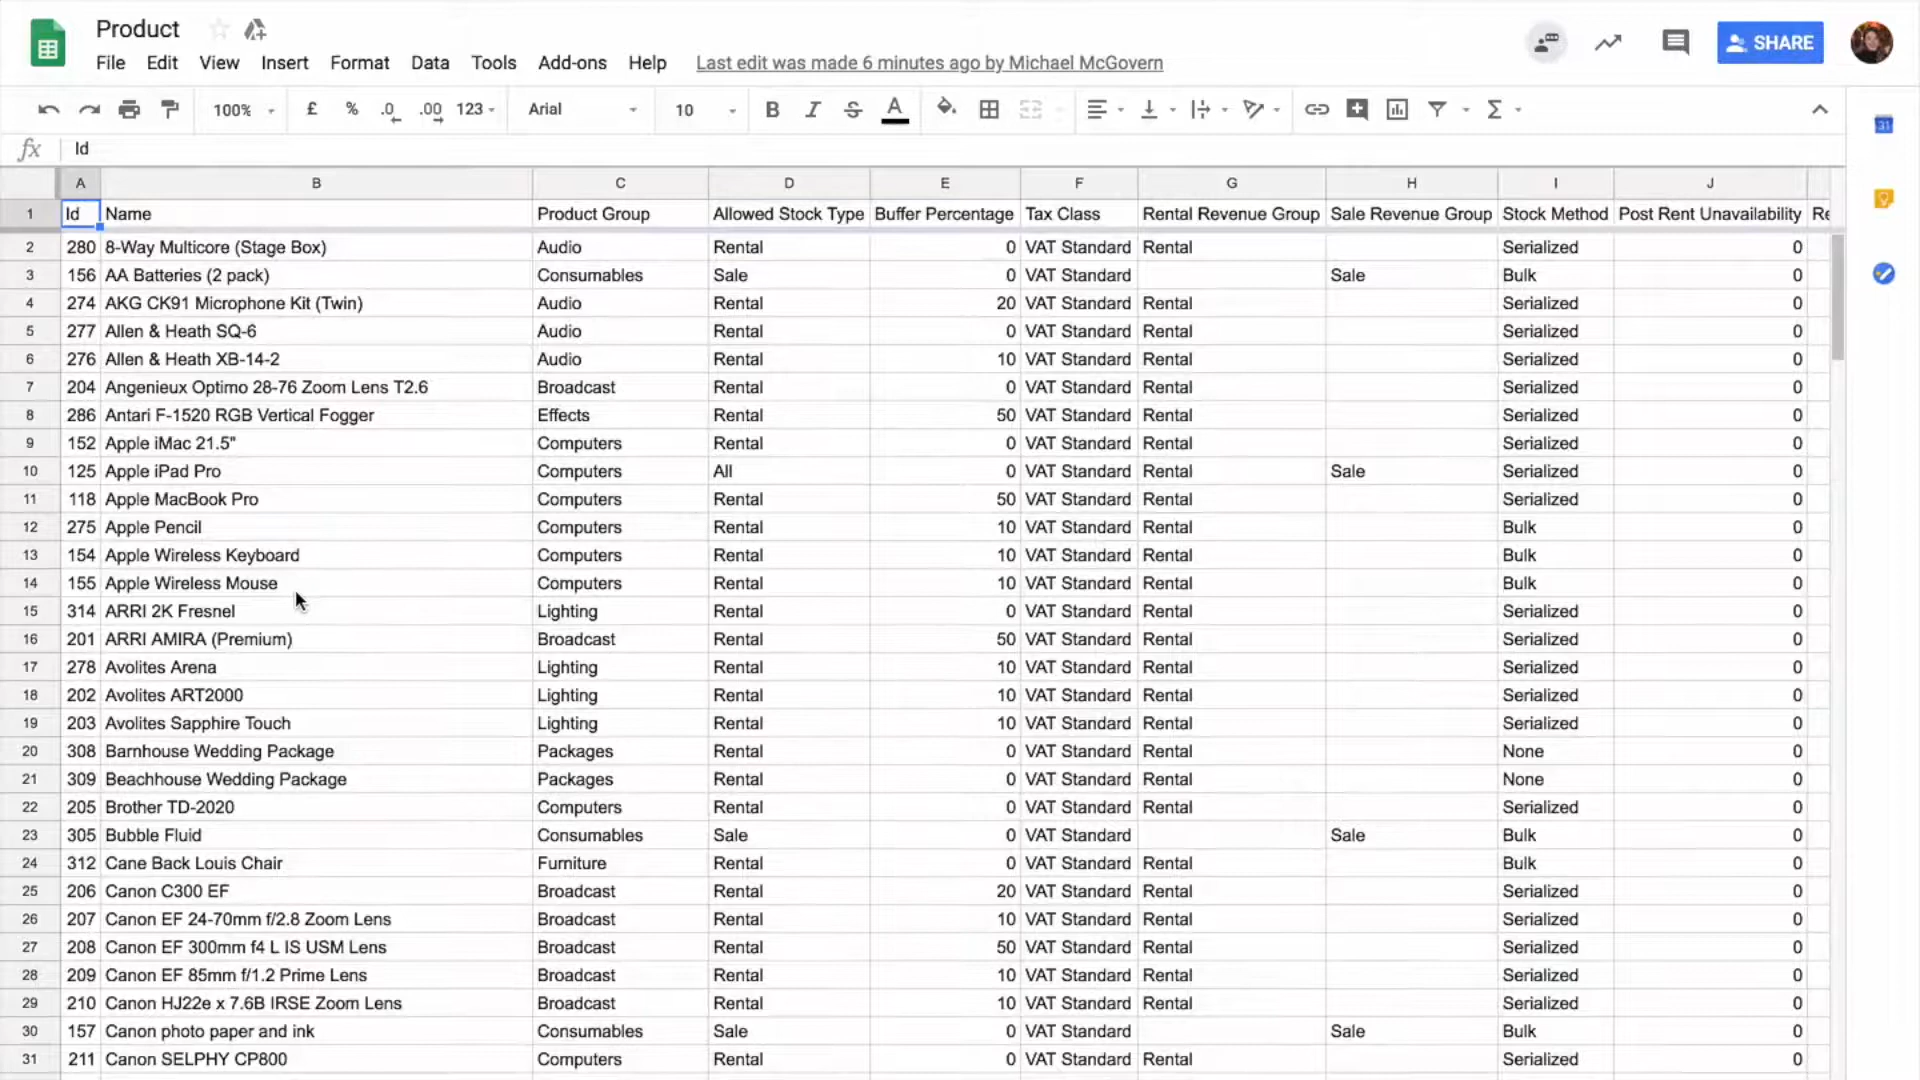 Product
File Edit View Insert Format Data Tools Add-ons Help Last edit was made 6 minutes ago by Michael McGovern
SHARE
100% £ % .0 .00 123 Arial 10 B I S A Σ
31
fx Id
A B C D E F G H I J
1 Id Name Product Group Allowed Stock Type Buffer Percentage Tax Class Rental Revenue Group Sale Revenue Group Stock Method Post Rent Unavailability Re
2 280 8-Way Multicore (Stage Box) Audio Rental 0 VAT Standard Rental Serialized 0
3 156 AA Batteries (2 pack) Consumables Sale 0 VAT Standard Sale Bulk 0
4 274 AKG CK91 Microphone Kit (Twin) Audio Rental 20 VAT Standard Rental Serialized 0
5 277 Allen & Heath SQ-6 Audio Rental 0 VAT Standard Rental Serialized 0
6 276 Allen & Heath XB-14-2 Audio Rental 10 VAT Standard Rental Serialized 0
7 204 Angenieux Optimo 28-76 Zoom Lens T2.6 Broadcast Rental 0 VAT Standard Rental Serialized 0
8 286 Antari F-1520 RGB Vertical Fogger Effects Rental 50 VAT Standard Rental Serialized 0
9 152 Apple iMac 21.5" Computers Rental 0 VAT Standard Rental Serialized 0
10 125 Apple iPad Pro Computers All 0 VAT Standard Rental Sale Serialized 0
11 118 Apple MacBook Pro Computers Rental 50 VAT Standard Rental Serialized 0
12 275 Apple Pencil Computers Rental 10 VAT Standard Rental Bulk 0
13 154 Apple Wireless Keyboard Computers Rental 10 VAT Standard Rental Bulk 0
14 155 Apple Wireless Mouse Computers Rental 10 VAT Standard Rental Bulk 0
15 314 ARRI 2K Fresnel Lighting Rental 0 VAT Standard Rental Serialized 0
16 201 ARRI AMIRA (Premium) Broadcast Rental 50 VAT Standard Rental Serialized 0
17 278 Avolites Arena Lighting Rental 10 VAT Standard Rental Serialized 0
18 202 Avolites ART2000 Lighting Rental 10 VAT Standard Rental Serialized 0
19 203 Avolites Sapphire Touch Lighting Rental 10 VAT Standard Rental Serialized 0
20 308 Barnhouse Wedding Package Packages Rental 0 VAT Standard Rental None 0
21 309 Beachhouse Wedding Package Packages Rental 0 VAT Standard Rental None 0
22 205 Brother TD-2020 Computers Rental 0 VAT Standard Rental Serialized 0
23 305 Bubble Fluid Consumables Sale 0 VAT Standard Sale Bulk 0
24 312 Cane Back Louis Chair Furniture Rental 0 VAT Standard Rental Bulk 0
25 206 Canon C300 EF Broadcast Rental 20 VAT Standard Rental Serialized 0
26 207 Canon EF 24-70mm f/2.8 Zoom Lens Broadcast Rental 10 VAT Standard Rental Serialized 0
27 208 Canon EF 300mm f4 L IS USM Lens Broadcast Rental 50 VAT Standard Rental Serialized 0
28 209 Canon EF 85mm f/1.2 Prime Lens Broadcast Rental 10 VAT Standard Rental Serialized 0
29 210 Canon HJ22e x 7.6B IRSE Zoom Lens Broadcast Rental 10 VAT Standard Rental Serialized 0
30 157 Canon photo paper and ink Consumables Sale 0 VAT Standard Sale Bulk 0
31 211 Canon SELPHY CP800 Computers Rental 0 VAT Standard Rental Serialized 0